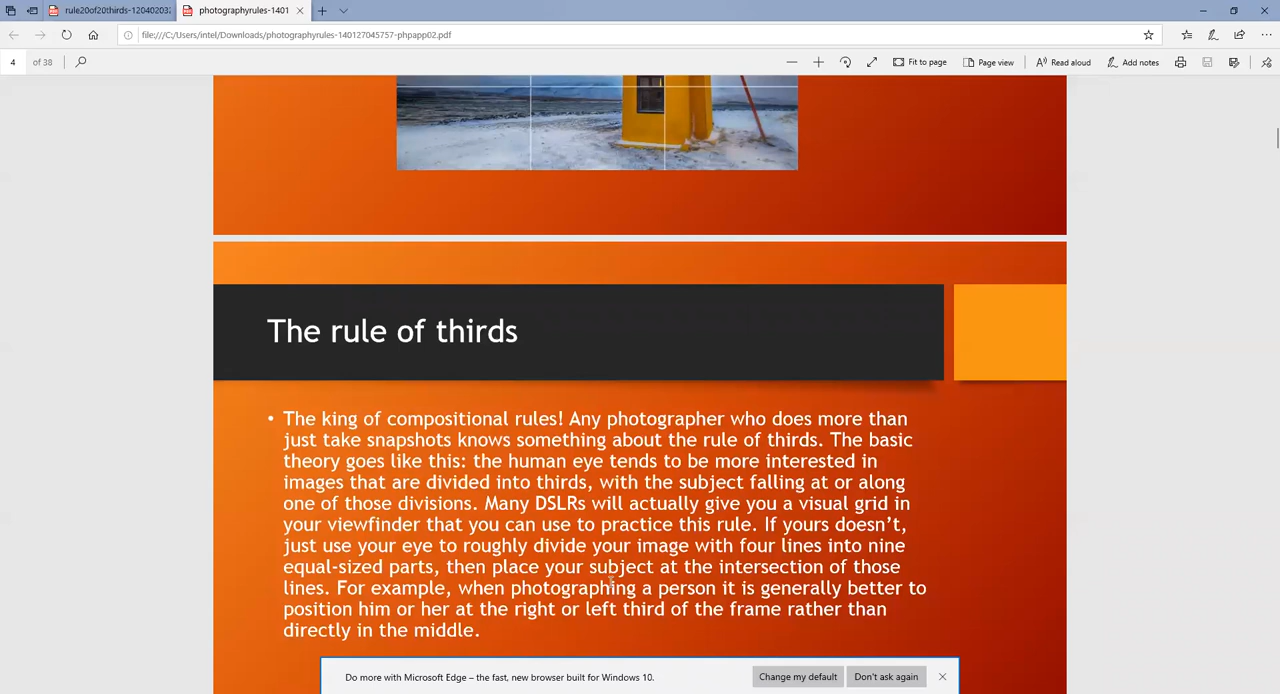 rule20of20thirds-120402032
photographyrules-1401
file:///C:/Users/intel/Downloads/photographyrules-140127045757-phpapp02.pdf
4 of 38
Fit to page
Page view
Read aloud
Add notes
The rule of thirds
• The king of compositional rules! Any photographer who does more than
just take snapshots knows something about the rule of thirds. The basic
theory goes like this: the human eye tends to be more interested in
images that are divided into thirds, with the subject falling at or along
one of those divisions. Many DSLRs will actually give you a visual grid in
your viewfinder that you can use to practice this rule. If yours doesn’t,
just use your eye to roughly divide your image with four lines into nine
equal-sized parts, then place your subject at the intersection of those
lines. For example, when photographing a person it is generally better to
position him or her at the right or left third of the frame rather than
directly in the middle.
Do more with Microsoft Edge – the fast, new browser built for Windows 10.
Change my default
Don't ask again